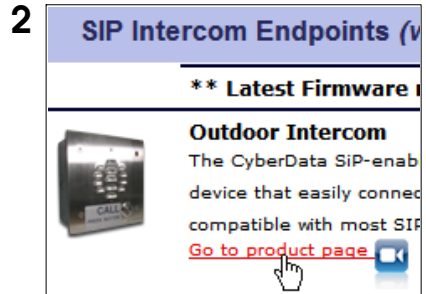 2
SIP Intercom Endpoints
** Latest Firmware
Outdoor Intercom
The CyberData SiP-enab
device that easily connec
compatible with most SIP
Go to product page
CALL